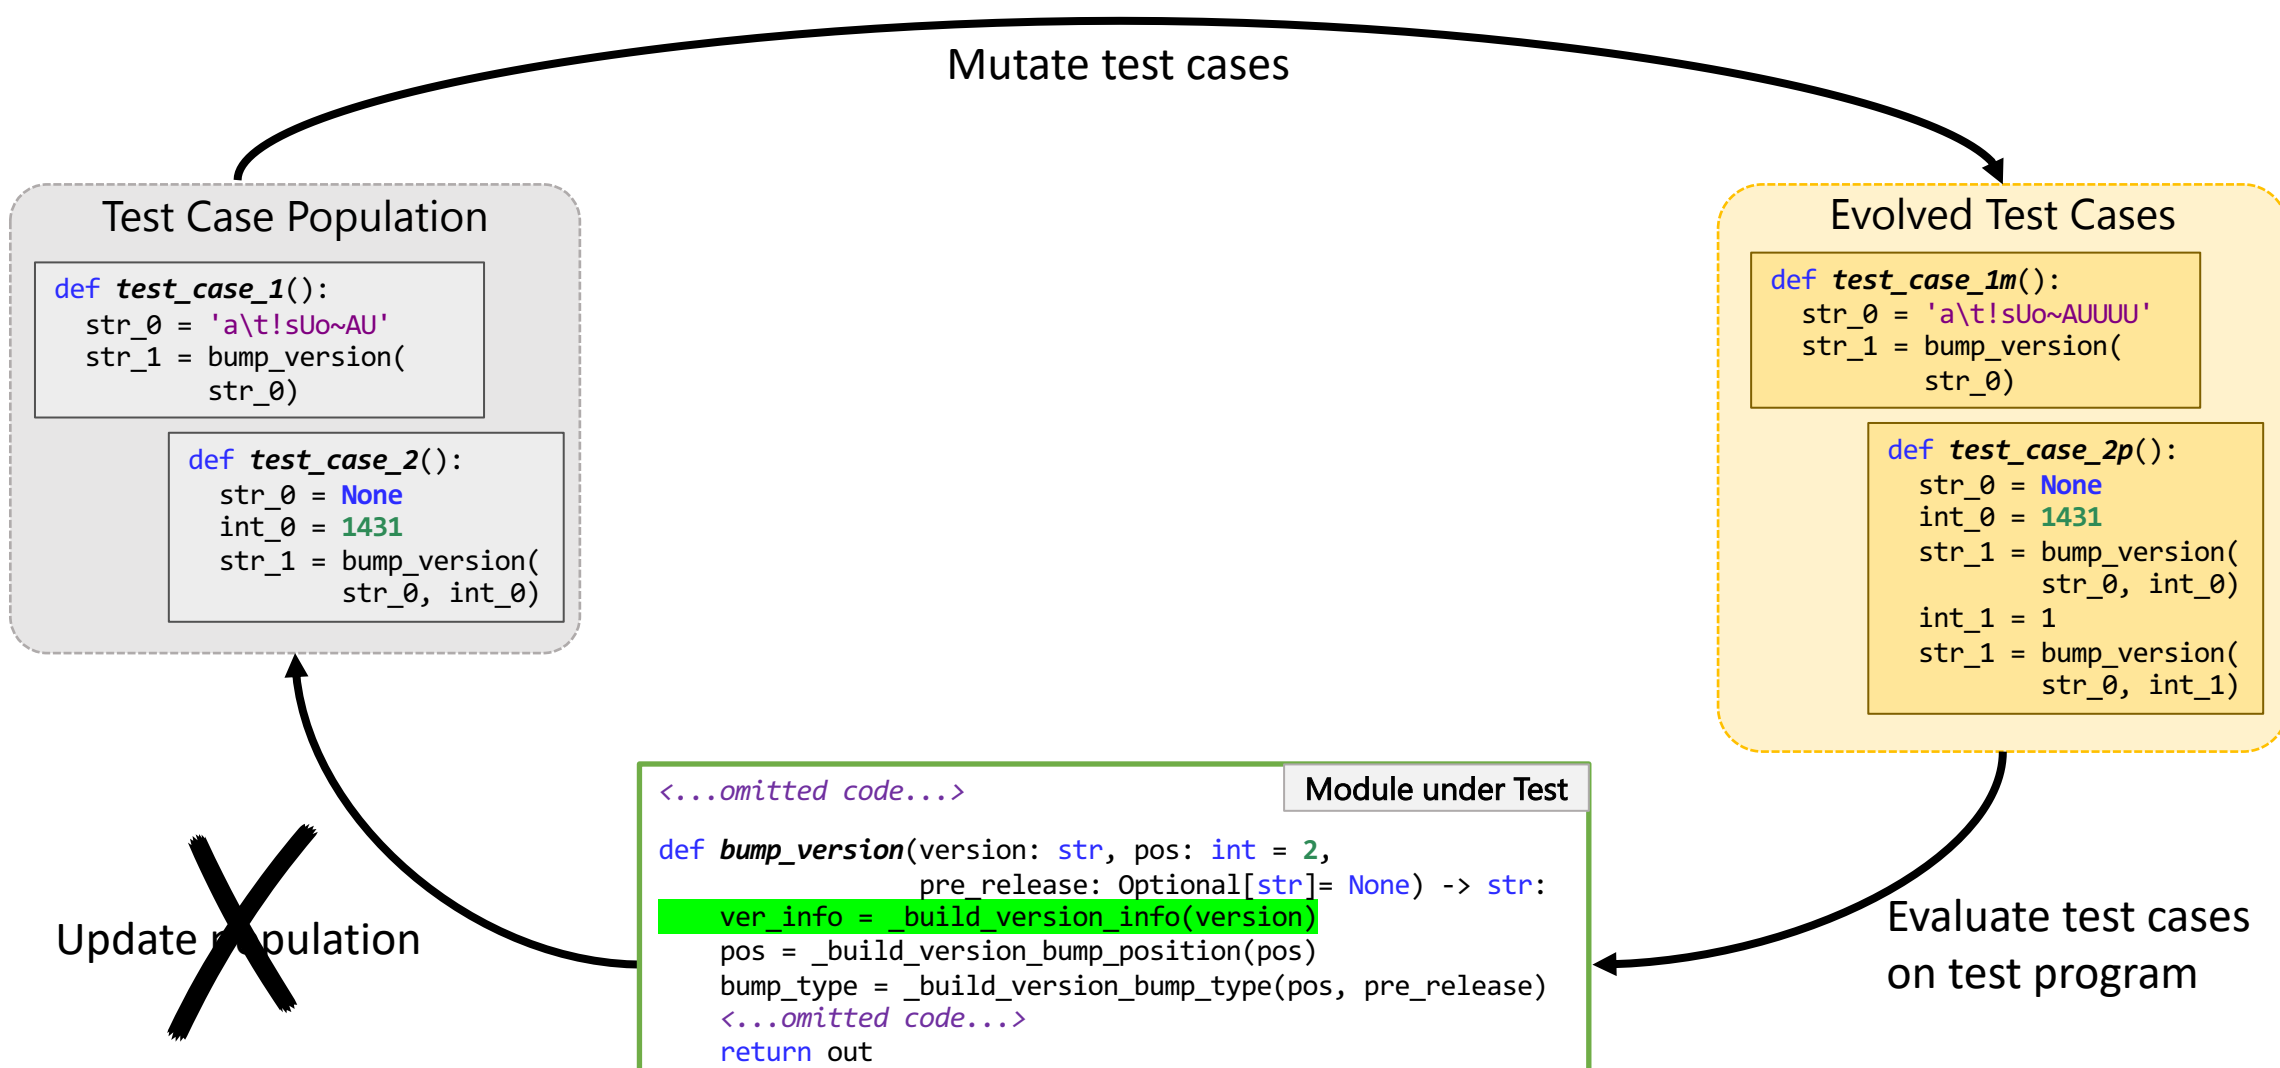 Mutate test cases
Test Case Population
def test_case_1():
  str_0 = 'a\t!sUo~AU'
  str_1 = bump_version(
          str_0)
def test_case_2():
  str_0 = None
  int_0 = 1431
  str_1 = bump_version(
          str_0, int_0)
Evolved Test Cases
def test_case_1m():
  str_0 = 'a\t!sUo~AUUUU'
  str_1 = bump_version(
          str_0)
def test_case_2p():
  str_0 = None
  int_0 = 1431
  str_1 = bump_version(
          str_0, int_0)
  int_1 = 1
  str_1 = bump_version(
          str_0, int_1)
Update population
<...omitted code...>
Module under Test
def bump_version(version: str, pos: int = 2,
                 pre_release: Optional[str]= None) -> str:
    ver_info = _build_version_info(version)
    pos = _build_version_bump_position(pos)
    bump_type = _build_version_bump_type(pos, pre_release)
    <...omitted code...>
    return out
Evaluate test cases
on test program